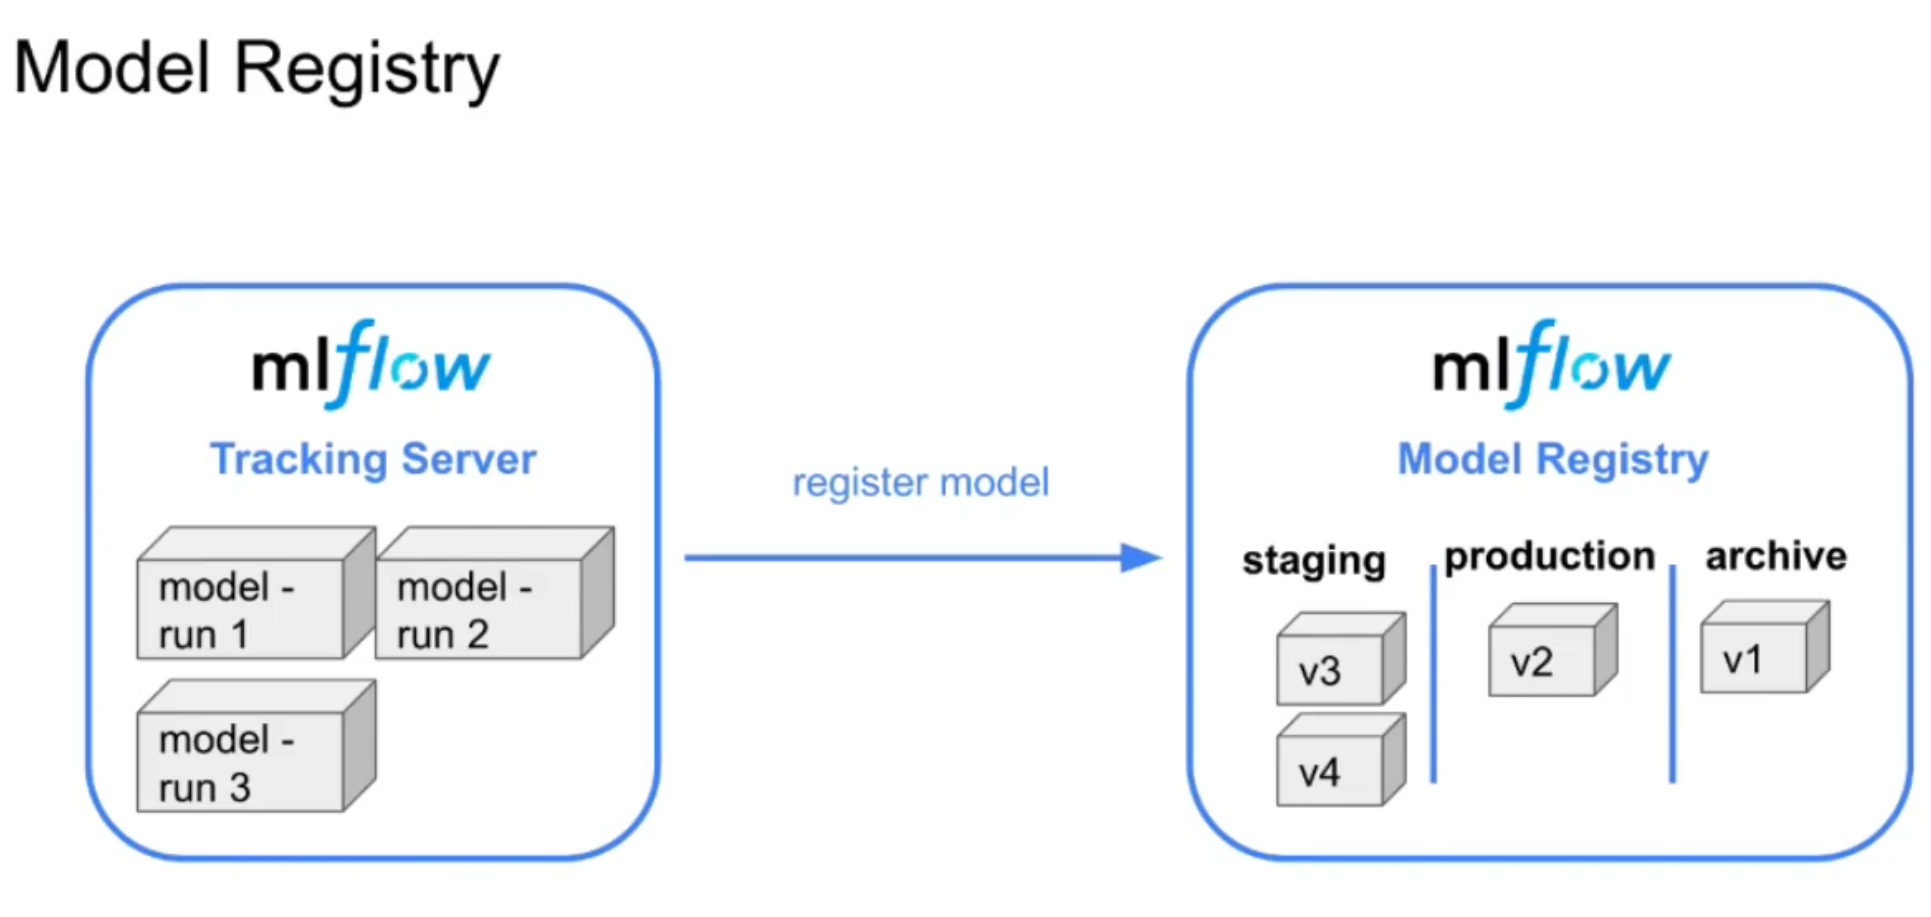 Model Registry
mlflow
Tracking Server
model -
run 1
model -
run 2
model -
run 3
register model
mlflow
Model Registry
staging
v3
v4
production
v2
archive
v1